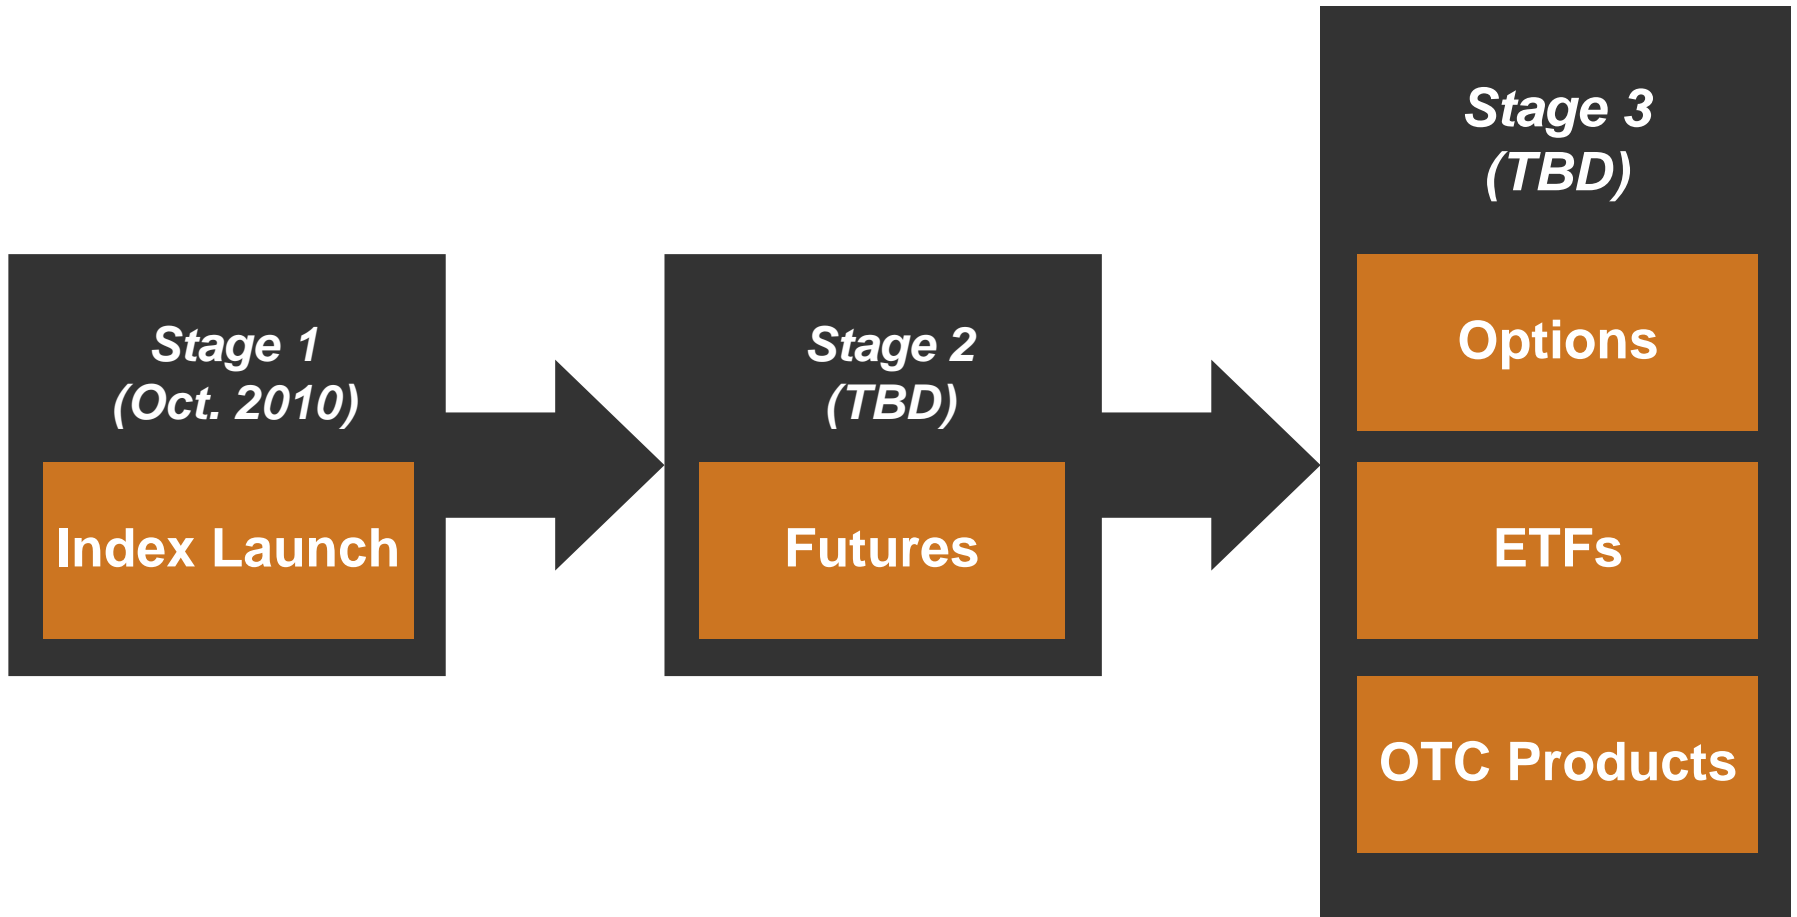 Stage 1
(Oct. 2010)
Index Launch
Stage 2
(TBD)
Futures
Stage 3
(TBD)
Options
ETFs
OTC Products